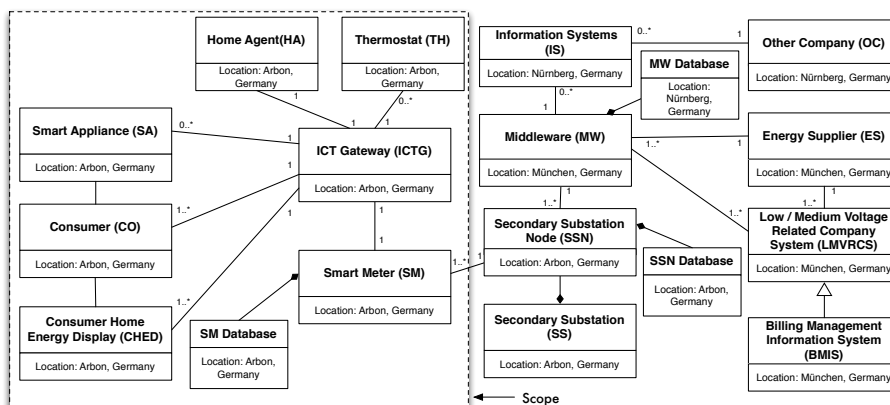 Home Agent(HA)
Location: Arbon,
Germany
Thermostat (TH)
Location: Arbon,
Germany
1
0..*
1
1
Smart Appliance (SA)
Location: Arbon, Germany
0..*
1
ICT Gateway (ICTG)
Location: Arbon, Germany
1
1
1
Consumer (CO)
Location: Arbon, Germany
1..*
1
Smart Meter (SM)
Location: Arbon, Germany
1..*
1
Consumer Home
Energy Display (CHED)
Location: Arbon, Germany
1..*
SM Database
Location: Arbon,
Germany
Information Systems
(IS)
Location: Nürnberg, Germany
0..*
1
Other Company (OC)
Location: Nürnberg, Germany
MW Database
Location:
Nürnberg,
Germany
0..*
1
Middleware (MW)
Location: München, Germany
1..*
1
1..*
Energy Supplier (ES)
Location: München, Germany
1
1..*
1
1..*
1..*
Secondary Substation
Node (SSN)
Location: Arbon, Germany
SSN Database
Location: Arbon,
Germany
Low / Medium Voltage
Related Company
System (LMVRCS)
Location: München, Germany
Secondary Substation
(SS)
Location: Arbon, Germany
Billing Management
Information System
(BMIS)
Location: München, Germany
Scope